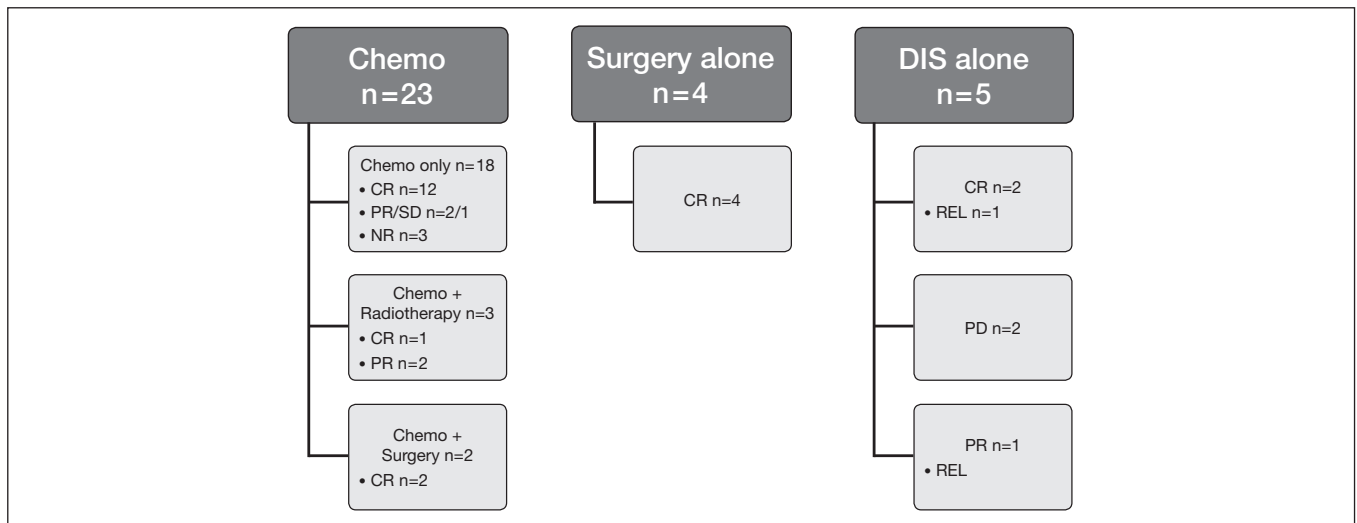 Chemo
n=23
Chemo only n=18
• CR n=12
• PR/SD n=2/1
• NR n=3
Chemo +
Radiotherapy n=3
• CR n=1
• PR n=2
Chemo +
Surgery n=2
• CR n=2
Surgery alone
n=4
CR n=4
DIS alone
n=5
CR n=2
• REL n=1
PD n=2
PR n=1
• REL